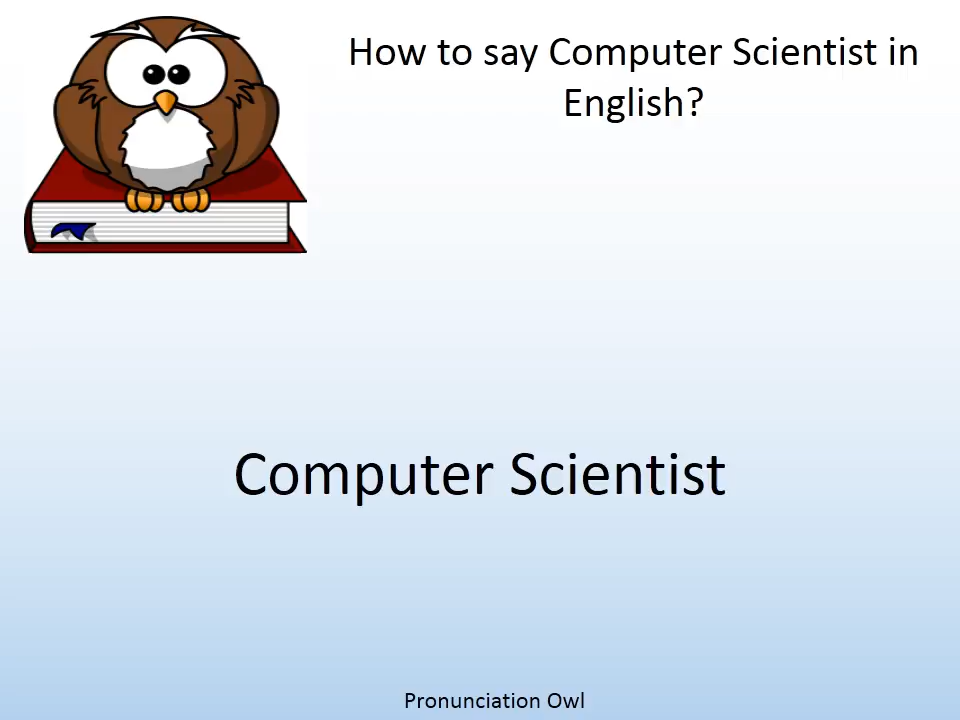 How to say Computer Scientist in
English?
Computer Scientist
Pronunciation Owl